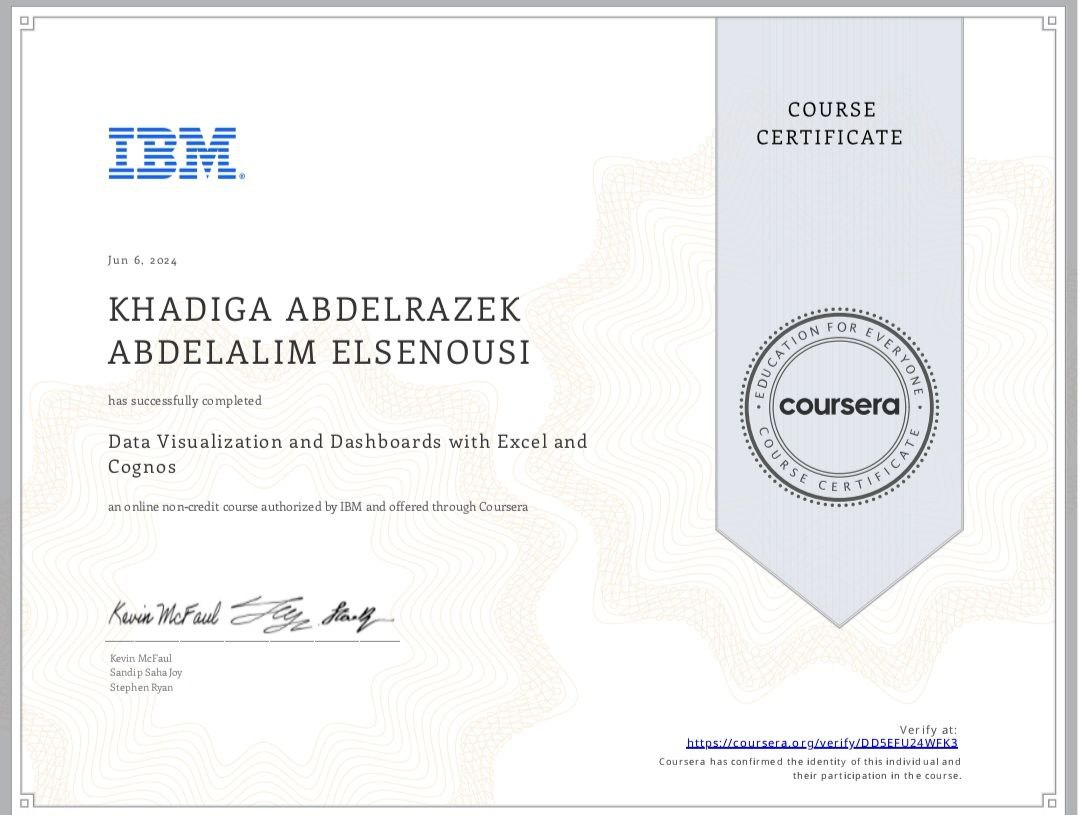 COURSE
CERTIFICATE
IBM®
Jun 6, 2024
KHADIGA ABDELRAZEK
ABDELALIM ELSENOUSI
has successfully completed
Data Visualization and Dashboards with Excel and
Cognos
an online non-credit course authorized by IBM and offered through Coursera
EDUCATION FOR EVERYONE
coursera
COURSE CERTIFICATE
Kevin McFaul
Kevin McFaul
Sandip Saha Joy
Stephen Ryan
Verify at:
https://coursera.org/verify/DD5EFU24WFK3
Coursera has confirmed the identity of this individual and
their participation in the course.